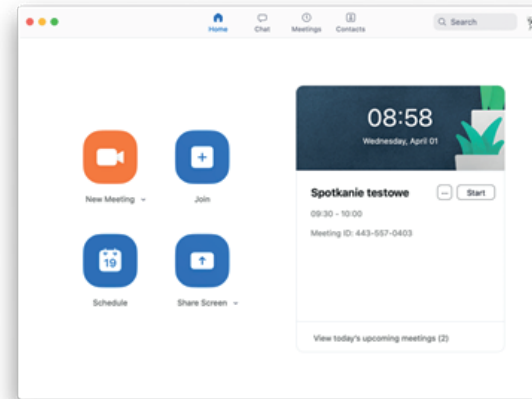 Home
Chat
Meetings
Contacts
Search
08:58
Wednesday, April 01
New Meeting
Join
Spotkanie testowe
... Start
09:30 - 10:00
Meeting ID: 443-557-0403
19
Schedule
Share Screen
View today's upcoming meetings (2)